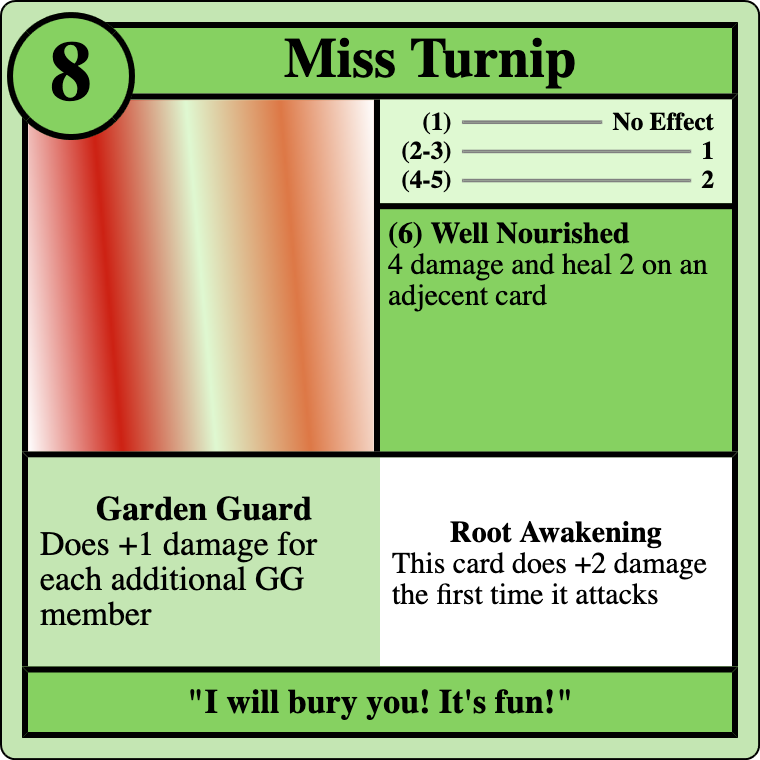 8
Miss Turnip
(1) No Effect
(2-3) 1
(4-5) 2
(6) Well Nourished
4 damage and heal 2 on an
adjecent card
Garden Guard
Does +1 damage for
each additional GG
member
Root Awakening
This card does +2 damage
the first time it attacks
"I will bury you! It's fun!"